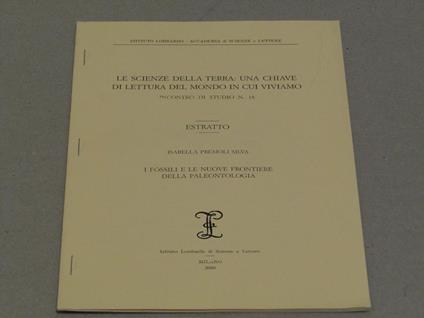 ISTITUTO LOMBARDO - ACCADEMIA di SCIENZE e LETTERE
LE SCIENZE DELLA TERRA: UNA CHIAVE
DI LETTURA DEL MONDO IN CUI VIVIAMO
INCONTRO DI STUDIO N. 18
ESTRATTO
ISABELLA PREMOLI SILVA
I FOSSILI E LE NUOVE FRONTIERE
DELLA PALEONTOLOGIA
Istituto Lombardo di Scienze e Lettere
MILANO